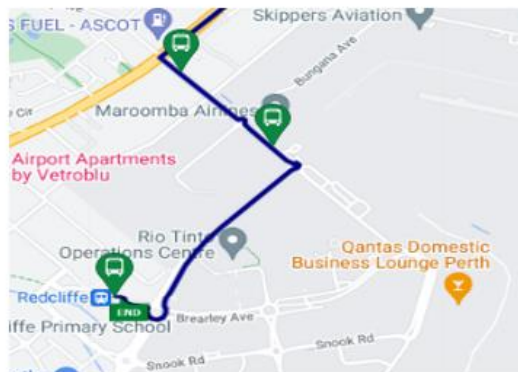 S FUEL - ASCOT
Skippers Aviation
Bungana Ave
Maroomba Airlines
Airport Apartments
by Vetroblu
Rio Tinto
Operations Centre
Qantas Domestic
Business Lounge Perth
Redcliffe
END
iffe Primary School
Brearley Ave
Snook Rd
Snook Rd